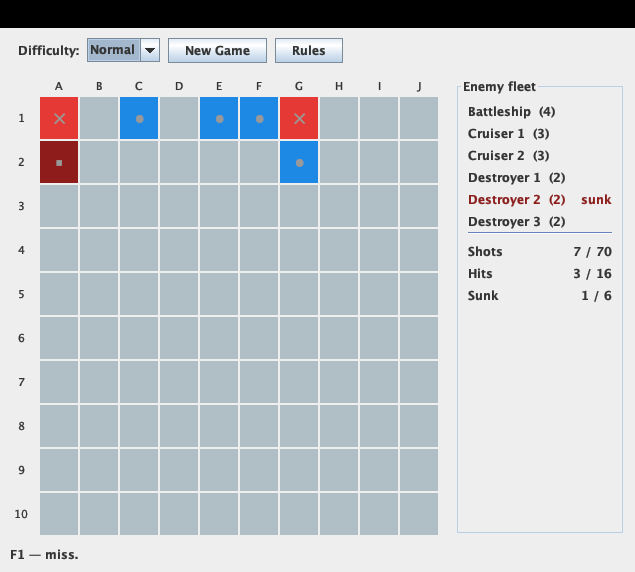 Difficulty: Normal New Game Rules
A B C D E F G H I J
1
2
3
4
5
6
7
8
9
10
Enemy fleet
Battleship (4)
Cruiser 1 (3)
Cruiser 2 (3)
Destroyer 1 (2)
Destroyer 2 (2) sunk
Destroyer 3 (2)
Shots 7 / 70
Hits 3 / 16
Sunk 1 / 6
F1 — miss.